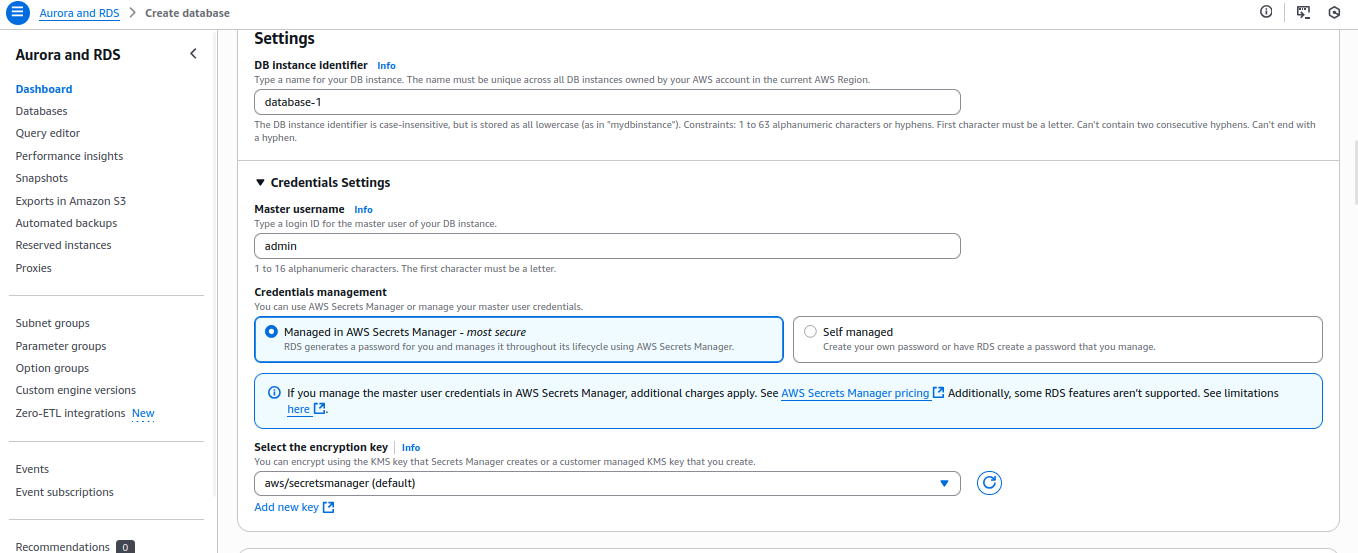 Aurora and RDS > Create database
Aurora and RDS
Dashboard
Databases
Query editor
Performance insights
Snapshots
Exports in Amazon S3
Automated backups
Reserved instances
Proxies
Subnet groups
Parameter groups
Option groups
Custom engine versions
Zero-ETL integrations New
Events
Event subscriptions
Recommendations 0
Settings
DB instance identifier Info
Type a name for your DB instance. The name must be unique across all DB instances owned by your AWS account in the current AWS Region.
database-1
The DB instance identifier is case-insensitive, but is stored as all lowercase (as in "mydbinstance"). Constraints: 1 to 63 alphanumeric characters or hyphens. First character must be a letter. Can't contain two consecutive hyphens. Can't end with
a hyphen.
Credentials Settings
Master username Info
Type a login ID for the master user of your DB instance.
admin
1 to 16 alphanumeric characters. The first character must be a letter.
Credentials management
You can use AWS Secrets Manager or manage your master user credentials.
Managed in AWS Secrets Manager - most secure
RDS generates a password for you and manages it throughout its lifecycle using AWS Secrets Manager.
Self managed
Create your own password or have RDS create a password that you manage.
If you manage the master user credentials in AWS Secrets Manager, additional charges apply. See AWS Secrets Manager pricing Additionally, some RDS features aren't supported. See limitations
here.
Select the encryption key Info
You can encrypt using the KMS key that Secrets Manager creates or a customer managed KMS key that you create.
aws/secretsmanager (default)
Add new key